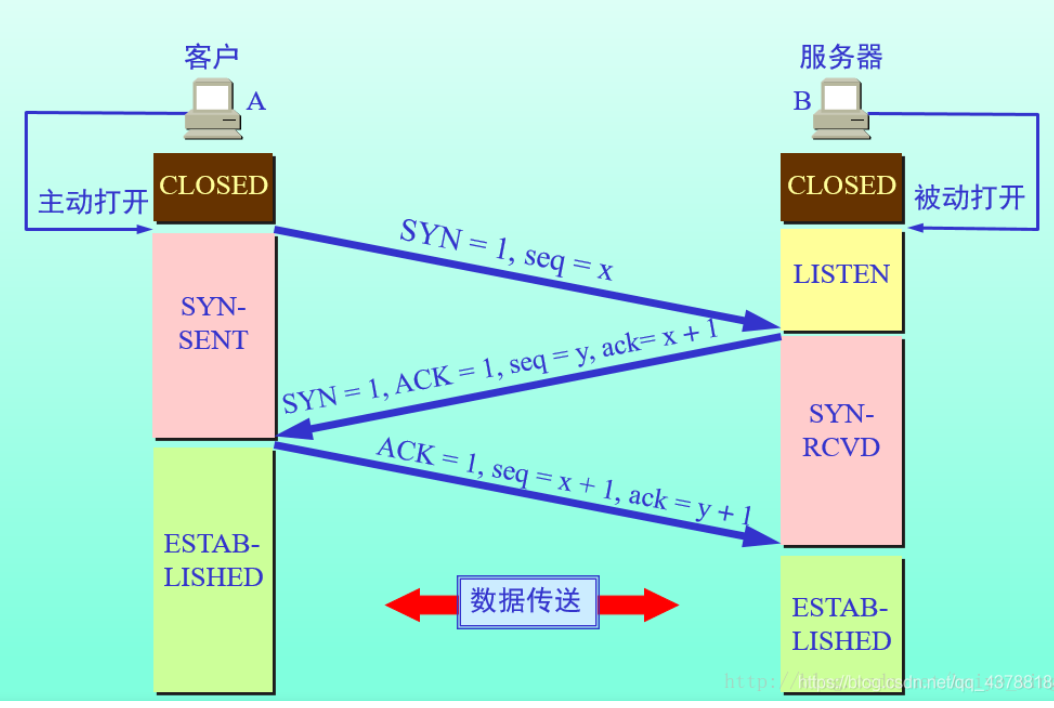 客户
服务器
A
B
CLOSED
CLOSED
主动打开
被动打开
SYN = 1, seq = x
LISTEN
SYN-
SENT
SYN = 1, ACK = 1, seq = y, ack= x + 1
SYN-
RCVD
ACK = 1, seq = x + 1, ack = y + 1
ESTAB-
LISHED
数据传送
ESTAB-
LISHED
https://blog.csdn.net/qq_4378818